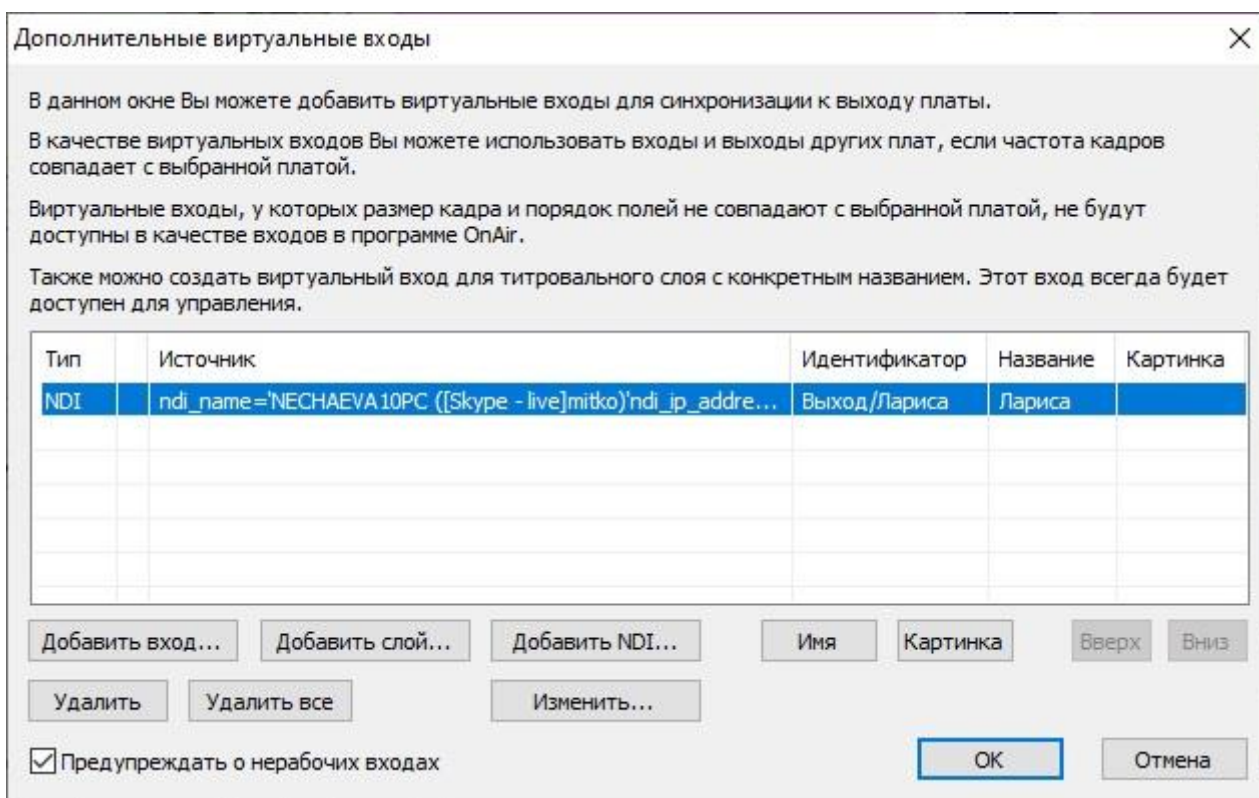 Дополнительные виртуальные входы
В данном окне Вы можете добавить виртуальные входы для синхронизации к выходу платы.
В качестве виртуальных входов Вы можете использовать входы и выходы других плат, если частота кадров
совпадает с выбранной платой.
Виртуальные входы, у которых размер кадра и порядок полей не совпадают с выбранной платой, не будут
доступны в качестве входов в программе OnAir.
Также можно создать виртуальный вход для титровального слоя с конкретным названием. Этот вход всегда будет
доступен для управления.
Тип Источник Идентификатор Название Картинка
NDI ndi_name='NECHAEVA10PC ([Skype - live]mitko)'ndi_ip_addre... Выход/Лариса Лариса
Добавить вход... Добавить слой... Добавить NDI... Имя Картинка Вверх Вниз
Удалить Удалить все Изменить...
Предупреждать о нерабочих входах OK Отмена